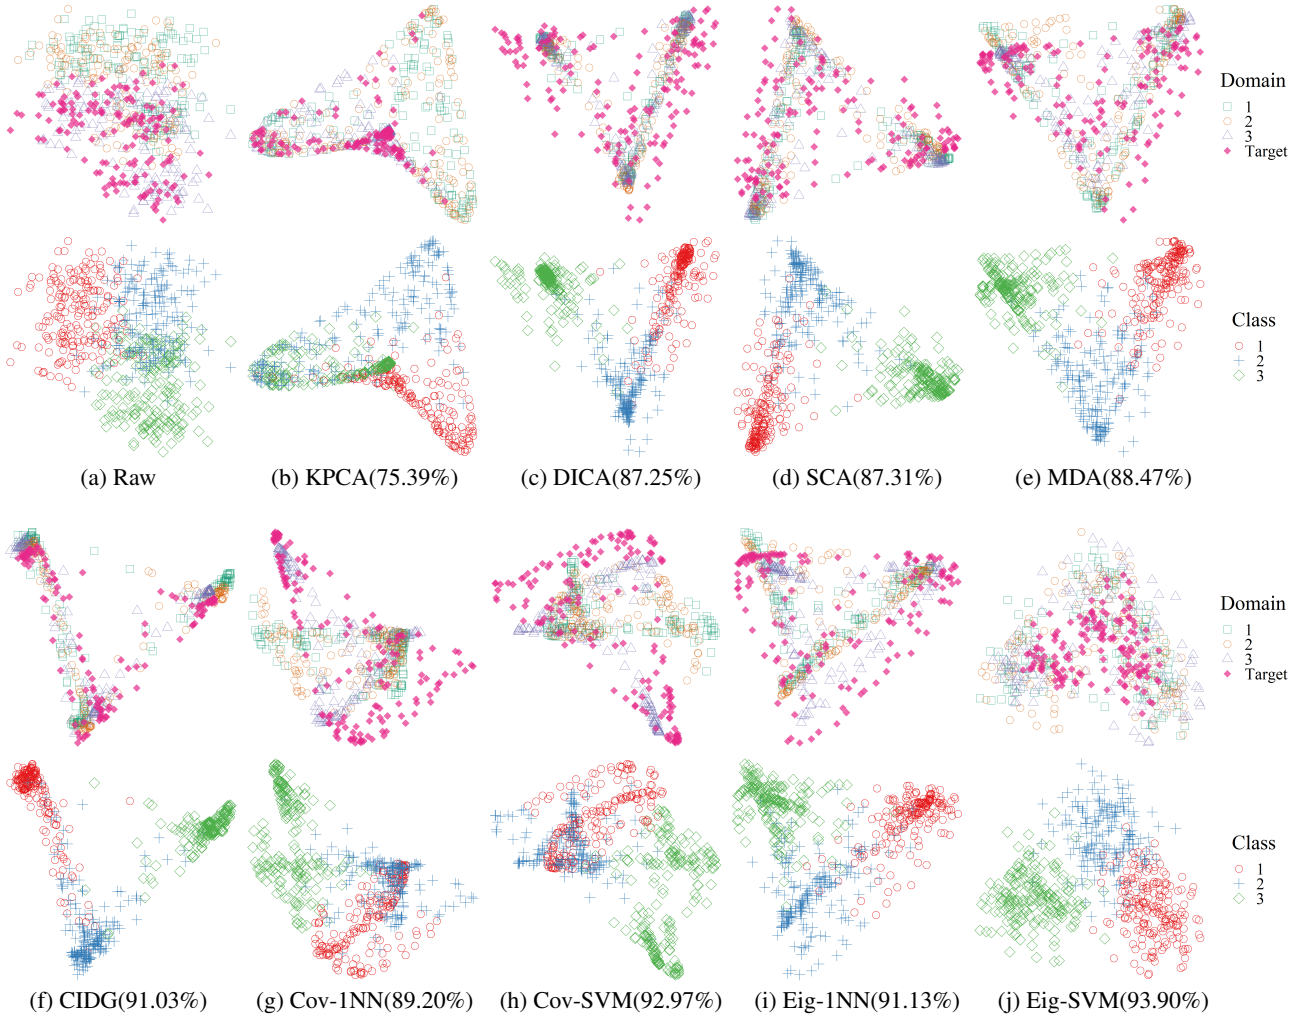 Domain
1
2
3
Target
Class
1
2
3
(a) Raw
(b) KPCA(75.39%)
(c) DICA(87.25%)
(d) SCA(87.31%)
(e) MDA(88.47%)
Domain
1
2
3
Target
Class
1
2
3
(f) CIDG(91.03%)
(g) Cov-1NN(89.20%)
(h) Cov-SVM(92.97%)
(i) Eig-1NN(91.13%)
(j) Eig-SVM(93.90%)